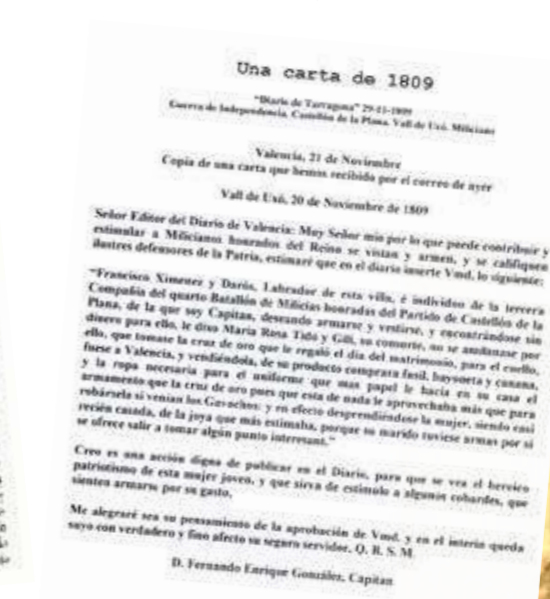 Una carta de 1809
"Diario de Tarragona" 29-11-1809
Guerra de Independencia. Castellón de la Plana. Vall de Uxó. Milicians
Valencia, 21 de Noviembre
Copia de una carta que hemos recibido por el correo de ayer
Vall de Uxó, 20 de Noviembre de 1809
Señor Editor del Diario de Valencia: Muy Señor mio por lo que puede contribuir y
estimular a Milicianos honrados del Reino se vistan y armen, y se califiquen
ilustres defensores de la Patria, estimaré que en el diario inserte Vmd. lo siguiente:
"Francisco Ximenez y Darós, Labrador de esta villa, é individuo de la tercera
Compañia del quarto Batallón de Milicias honradas del Partido de Castellón de la
Plana, de la que soy Capitan, deseando armarse y vestirse, y encontrándose sin
dinero para ello, le dixo Maria Rosa Tido y Gil, su consorte, no se anulanase por
ello, que tomase la cruz de oro que le regaló el día del matrimonio, para el cuello,
fuese a Valencia, y vendiéndola, de su producto comprara fusil, bayoneta y canana,
y la ropa necesaria para el uniforme que mas papel le hacia en su casa el
armamento que la cruz de oro pues que esta de nada le aprovechaba más que para
robársela si venian los Gavachos: y en efecto desprendiéndose la mujer, siendo casi
recién casada, de la joya que más estimaba, porque su marido tuviese armas por si
se ofrece salir a tomar algún punto interesant."
Creo es una acción digna de publicar en el Diario, para que se vea el heroico
patriotismo de esta mujer joven, y que sirva de estimulo a algunos cobardes, que
sienten armarse por su gasto.
Me alegraré sea su pensamiento de la aprobación de Vmd. y en el interin queda
suyo con verdadero y fino afecto su seguro servidor, Q. B. S. M.
D. Fernando Enrique González, Capitan